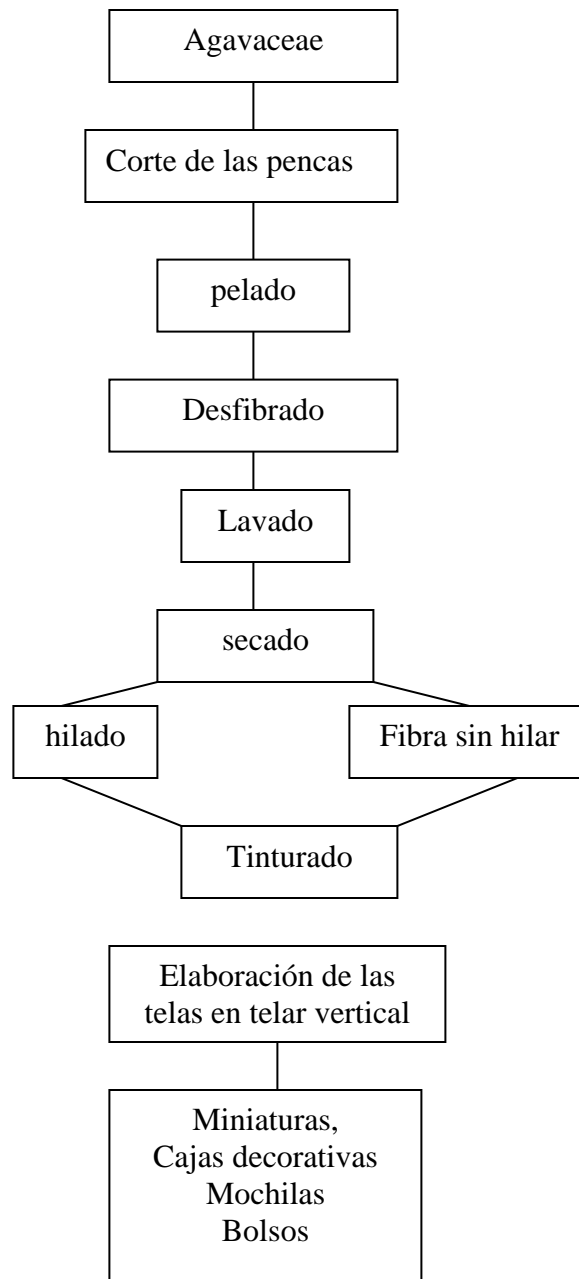 Agavaceae
Corte de las pencas
pelado
Desfibrado
Lavado
secado
hilado
Fibra sin hilar
Tinturado
Elaboración de las
telas en telar vertical
Miniaturas,
Cajas decorativas
Mochilas
Bolsos